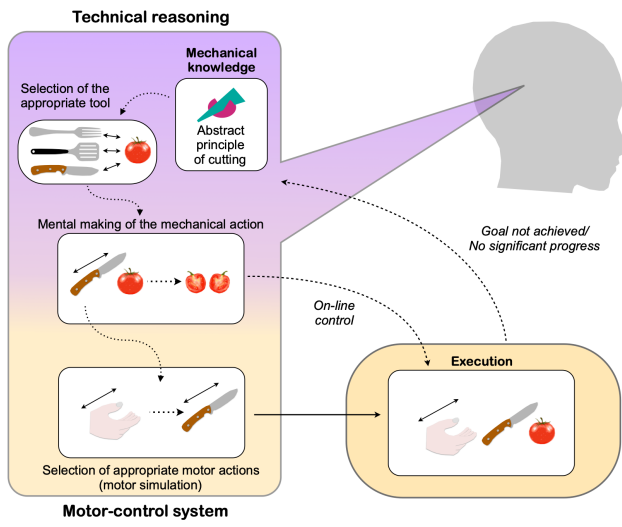 Technical reasoning
Mechanical
knowledge
Selection of the
appropriate tool
Abstract
principle
of cutting
Mental making of the mechanical action
Goal not achieved/
No significant progress
On-line
control
Execution
Selection of appropriate motor actions
(motor simulation)
Motor-control system